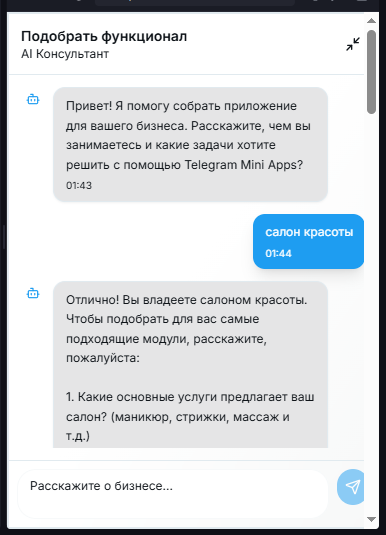 Подобрать функционал
AI Консультант
Привет! Я помогу собрать приложение
для вашего бизнеса. Расскажите, чем вы
занимаетесь и какие задачи хотите
решить с помощью Telegram Mini Apps?
01:43
салон красоты
01:44
Отлично! Вы владеете салоном красоты.
Чтобы подобрать для вас самые
подходящие модули, расскажите,
пожалуйста:
1. Какие основные услуги предлагает ваш
салон? (маникюр, стрижки, массаж и
т.д.)
Расскажите о бизнесе...